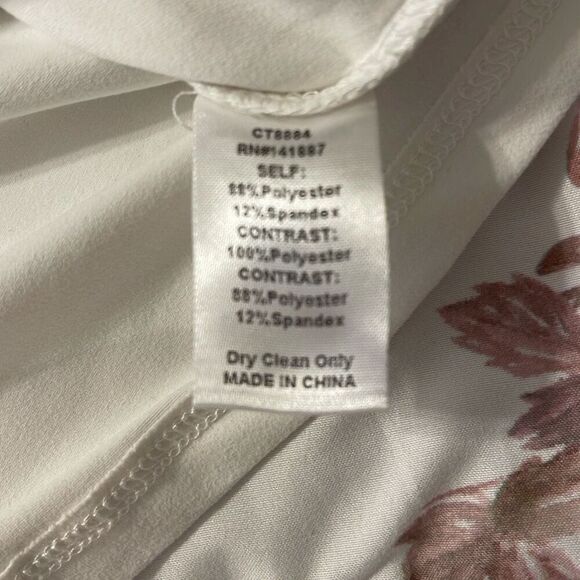 CT8884
RN#141887
SELF:
88%Polyester
12%Spandex
CONTRAST:
100%Polyester
CONTRAST:
88%Polyester
12%Spandex
Dry Clean Only
MADE IN CHINA